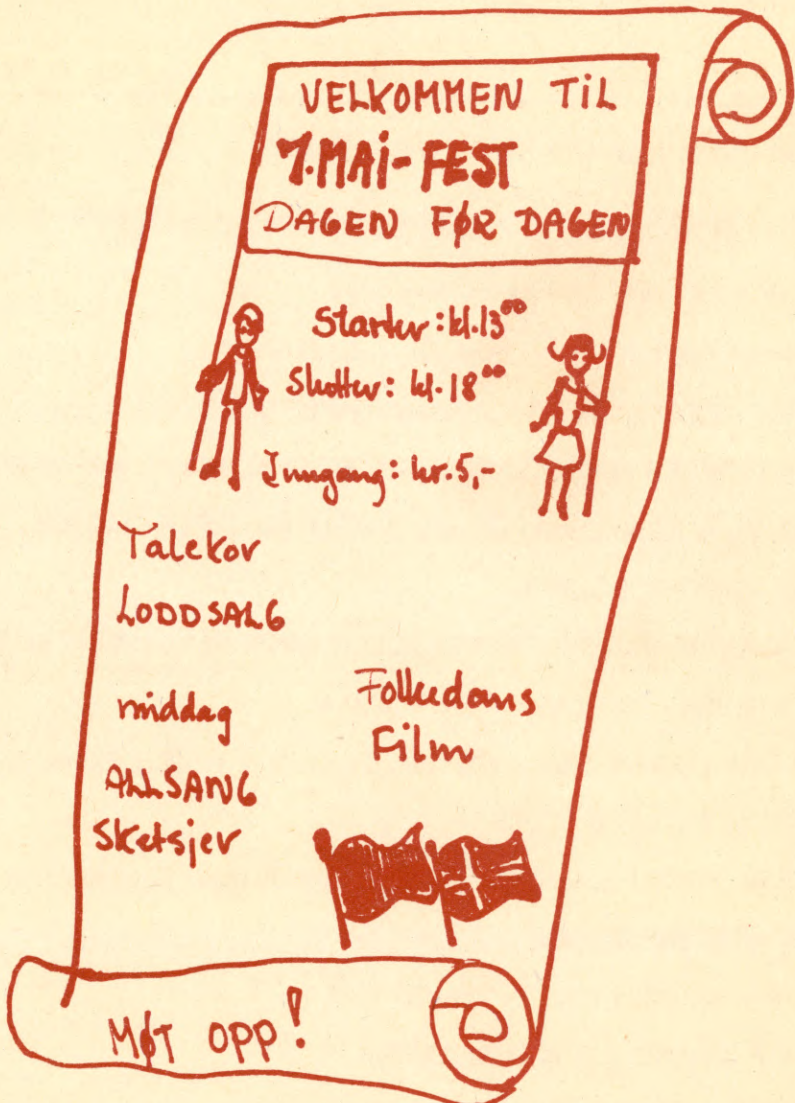 VELKOMMEN TiL
1.MAi-FEST
DAGEN FØR DAGEN
Starter: kl.13⁰⁰
Slutter: kl.18⁰⁰
Inngang: kr.5,-
Talekor
LODDSALG
middag
ALLSANG
Sketsjer
Folkedans
Film
MØT OPP!